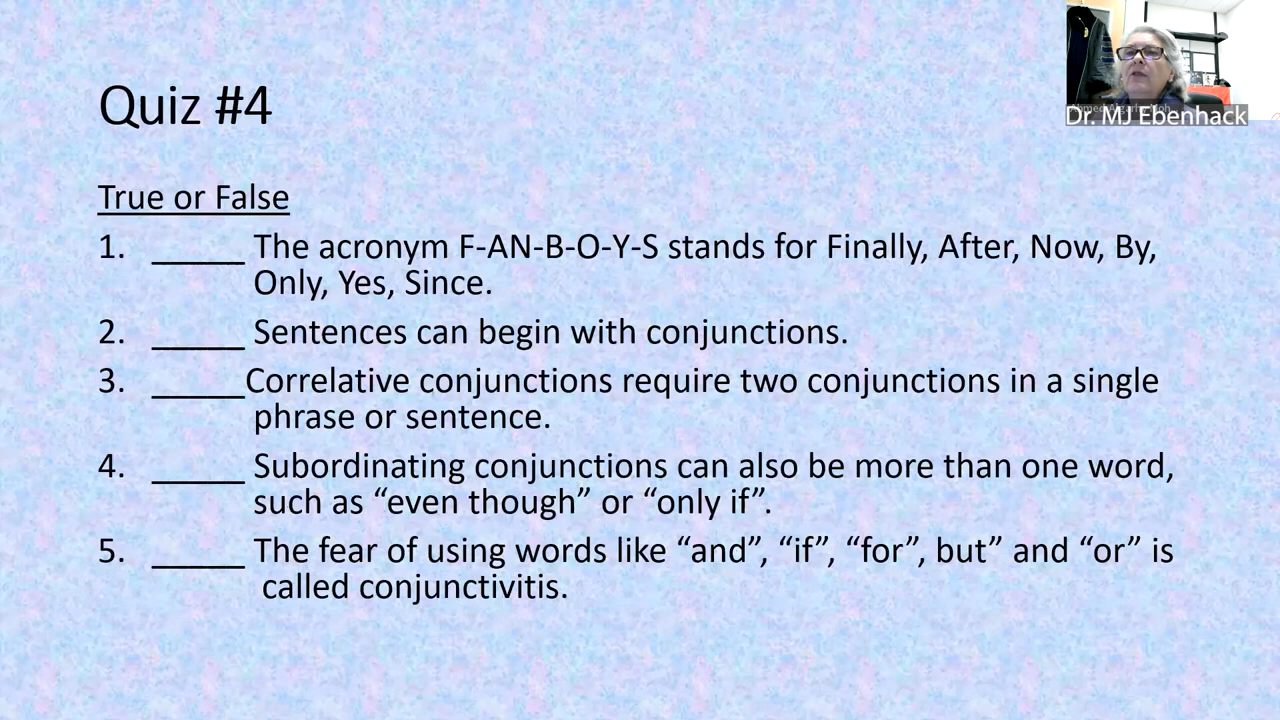 Quiz #4
Dr. MJ Ebenhack
True or False
1. _____ The acronym F-AN-B-O-Y-S stands for Finally, After, Now, By,
Only, Yes, Since.
2. _____ Sentences can begin with conjunctions.
3. _____Correlative conjunctions require two conjunctions in a single
phrase or sentence.
4. _____ Subordinating conjunctions can also be more than one word,
such as “even though” or “only if”.
5. _____ The fear of using words like “and”, “if”, “for”, but” and “or” is
called conjunctivitis.